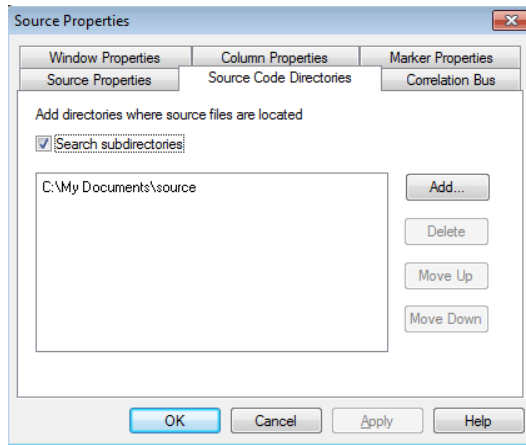 Source Properties
Window Properties Column Properties Marker Properties
Source Properties Source Code Directories Correlation Bus
Add directories where source files are located
Search subdirectories
C:\My Documents\source
Add...
Delete
Move Up
Move Down
OK Cancel Apply Help